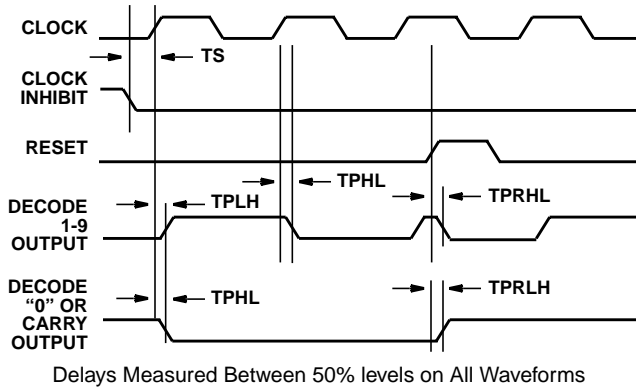 CLOCK
TS
CLOCK
INHIBIT
RESET
TPHL
DECODE
1-9
OUTPUT
TPLH
TPRHL
DECODE
“0” OR
CARRY
OUTPUT
TPHL
TPRLH
Delays Measured Between 50% levels on All Waveforms